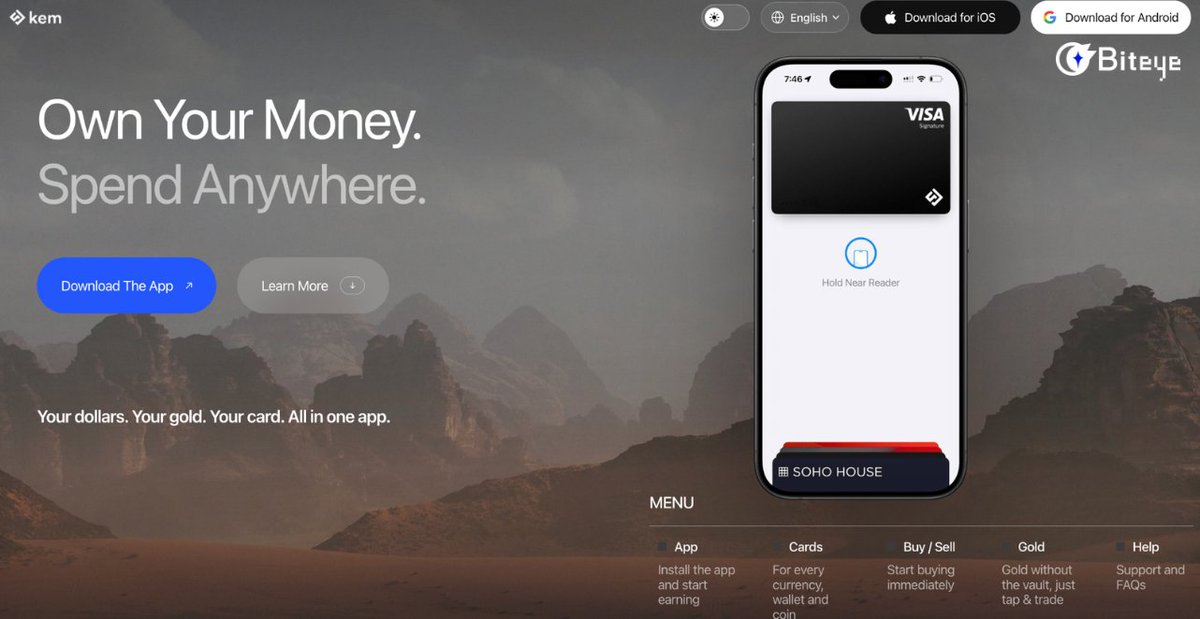 kem
English
Download for iOS
Download for Android
Biteye
Own Your Money.
Spend Anywhere.
Download The App
Learn More
Your dollars. Your gold. Your card. All in one app.
7:46
VISA
Signature
Hold Near Reader
SOHO HOUSE
MENU
App
Install the app
and start
earning
Cards
For every
currency,
wallet and
coin
Buy / Sell
Start buying
immediately
Gold
Gold without
the vault, just
tap & trade
Help
Support and
FAQs